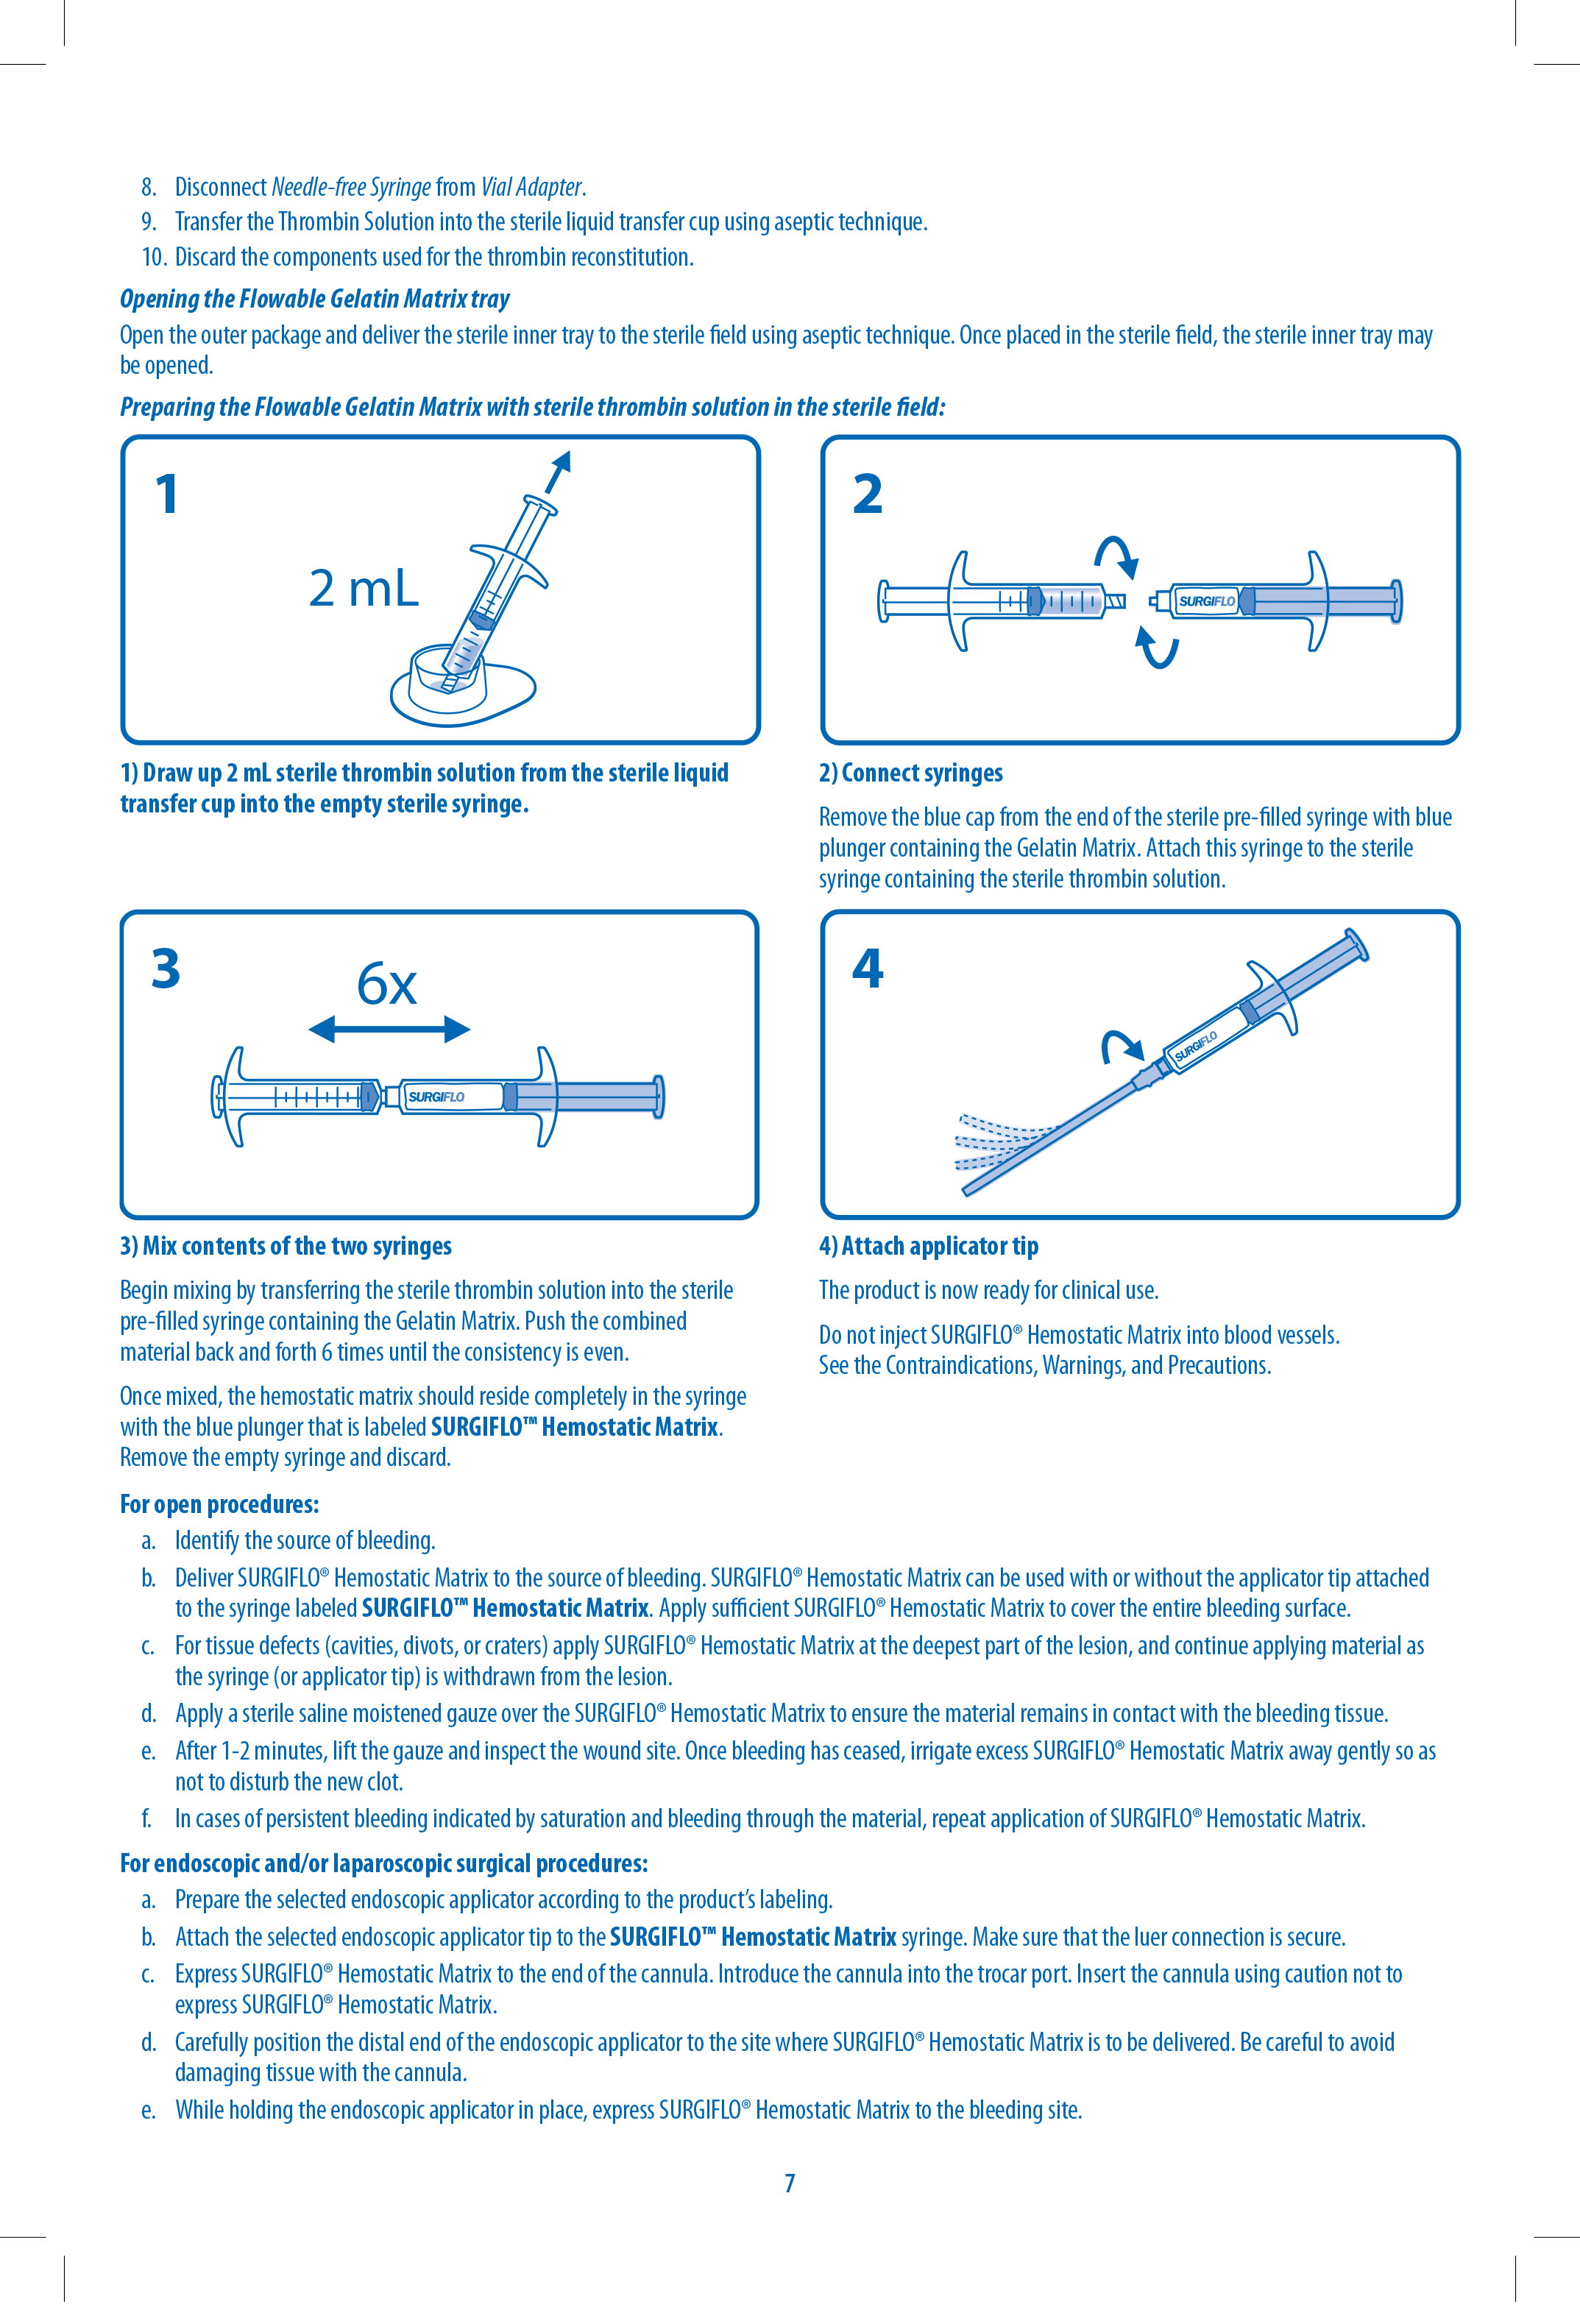 8. Disconnect Needle-free Syringe from Vial Adapter.
9. Transfer the Thrombin Solution into the sterile liquid transfer cup using aseptic technique.
10. Discard the components used for the thrombin reconstitution.
Opening the Flowable Gelatin Matrix tray
Open the outer package and deliver the sterile inner tray to the sterile field using aseptic technique. Once placed in the sterile field, the sterile inner tray may
be opened.
Preparing the Flowable Gelatin Matrix with sterile thrombin solution in the sterile field:
1
2 mL
2
SURGIFLO
1) Draw up 2 mL sterile thrombin solution from the sterile liquid
transfer cup into the empty sterile syringe.
2) Connect syringes
Remove the blue cap from the end of the sterile pre-filled syringe with blue
plunger containing the Gelatin Matrix. Attach this syringe to the sterile
syringe containing the sterile thrombin solution.
3
6x
SURGIFLO
4
SURGIFLO
3) Mix contents of the two syringes
Begin mixing by transferring the sterile thrombin solution into the sterile
pre-filled syringe containing the Gelatin Matrix. Push the combined
material back and forth 6 times until the consistency is even.
Once mixed, the hemostatic matrix should reside completely in the syringe
with the blue plunger that is labeled SURGIFLO™ Hemostatic Matrix.
Remove the empty syringe and discard.
4) Attach applicator tip
The product is now ready for clinical use.
Do not inject SURGIFLO® Hemostatic Matrix into blood vessels.
See the Contraindications, Warnings, and Precautions.
For open procedures:
a. Identify the source of bleeding.
b. Deliver SURGIFLO® Hemostatic Matrix to the source of bleeding. SURGIFLO® Hemostatic Matrix can be used with or without the applicator tip attached
to the syringe labeled SURGIFLO™ Hemostatic Matrix. Apply sufficient SURGIFLO® Hemostatic Matrix to cover the entire bleeding surface.
c. For tissue defects (cavities, divots, or craters) apply SURGIFLO® Hemostatic Matrix at the deepest part of the lesion, and continue applying material as
the syringe (or applicator tip) is withdrawn from the lesion.
d. Apply a sterile saline moistened gauze over the SURGIFLO® Hemostatic Matrix to ensure the material remains in contact with the bleeding tissue.
e. After 1-2 minutes, lift the gauze and inspect the wound site. Once bleeding has ceased, irrigate excess SURGIFLO® Hemostatic Matrix away gently so as
not to disturb the new clot.
f. In cases of persistent bleeding indicated by saturation and bleeding through the material, repeat application of SURGIFLO® Hemostatic Matrix.
For endoscopic and/or laparoscopic surgical procedures:
a. Prepare the selected endoscopic applicator according to the product's labeling.
b. Attach the selected endoscopic applicator tip to the SURGIFLO™ Hemostatic Matrix syringe. Make sure that the luer connection is secure.
c. Express SURGIFLO® Hemostatic Matrix to the end of the cannula. Introduce the cannula into the trocar port. Insert the cannula using caution not to
express SURGIFLO® Hemostatic Matrix.
d. Carefully position the distal end of the endoscopic applicator to the site where SURGIFLO® Hemostatic Matrix is to be delivered. Be careful to avoid
damaging tissue with the cannula.
e. While holding the endoscopic applicator in place, express SURGIFLO® Hemostatic Matrix to the bleeding site.
7